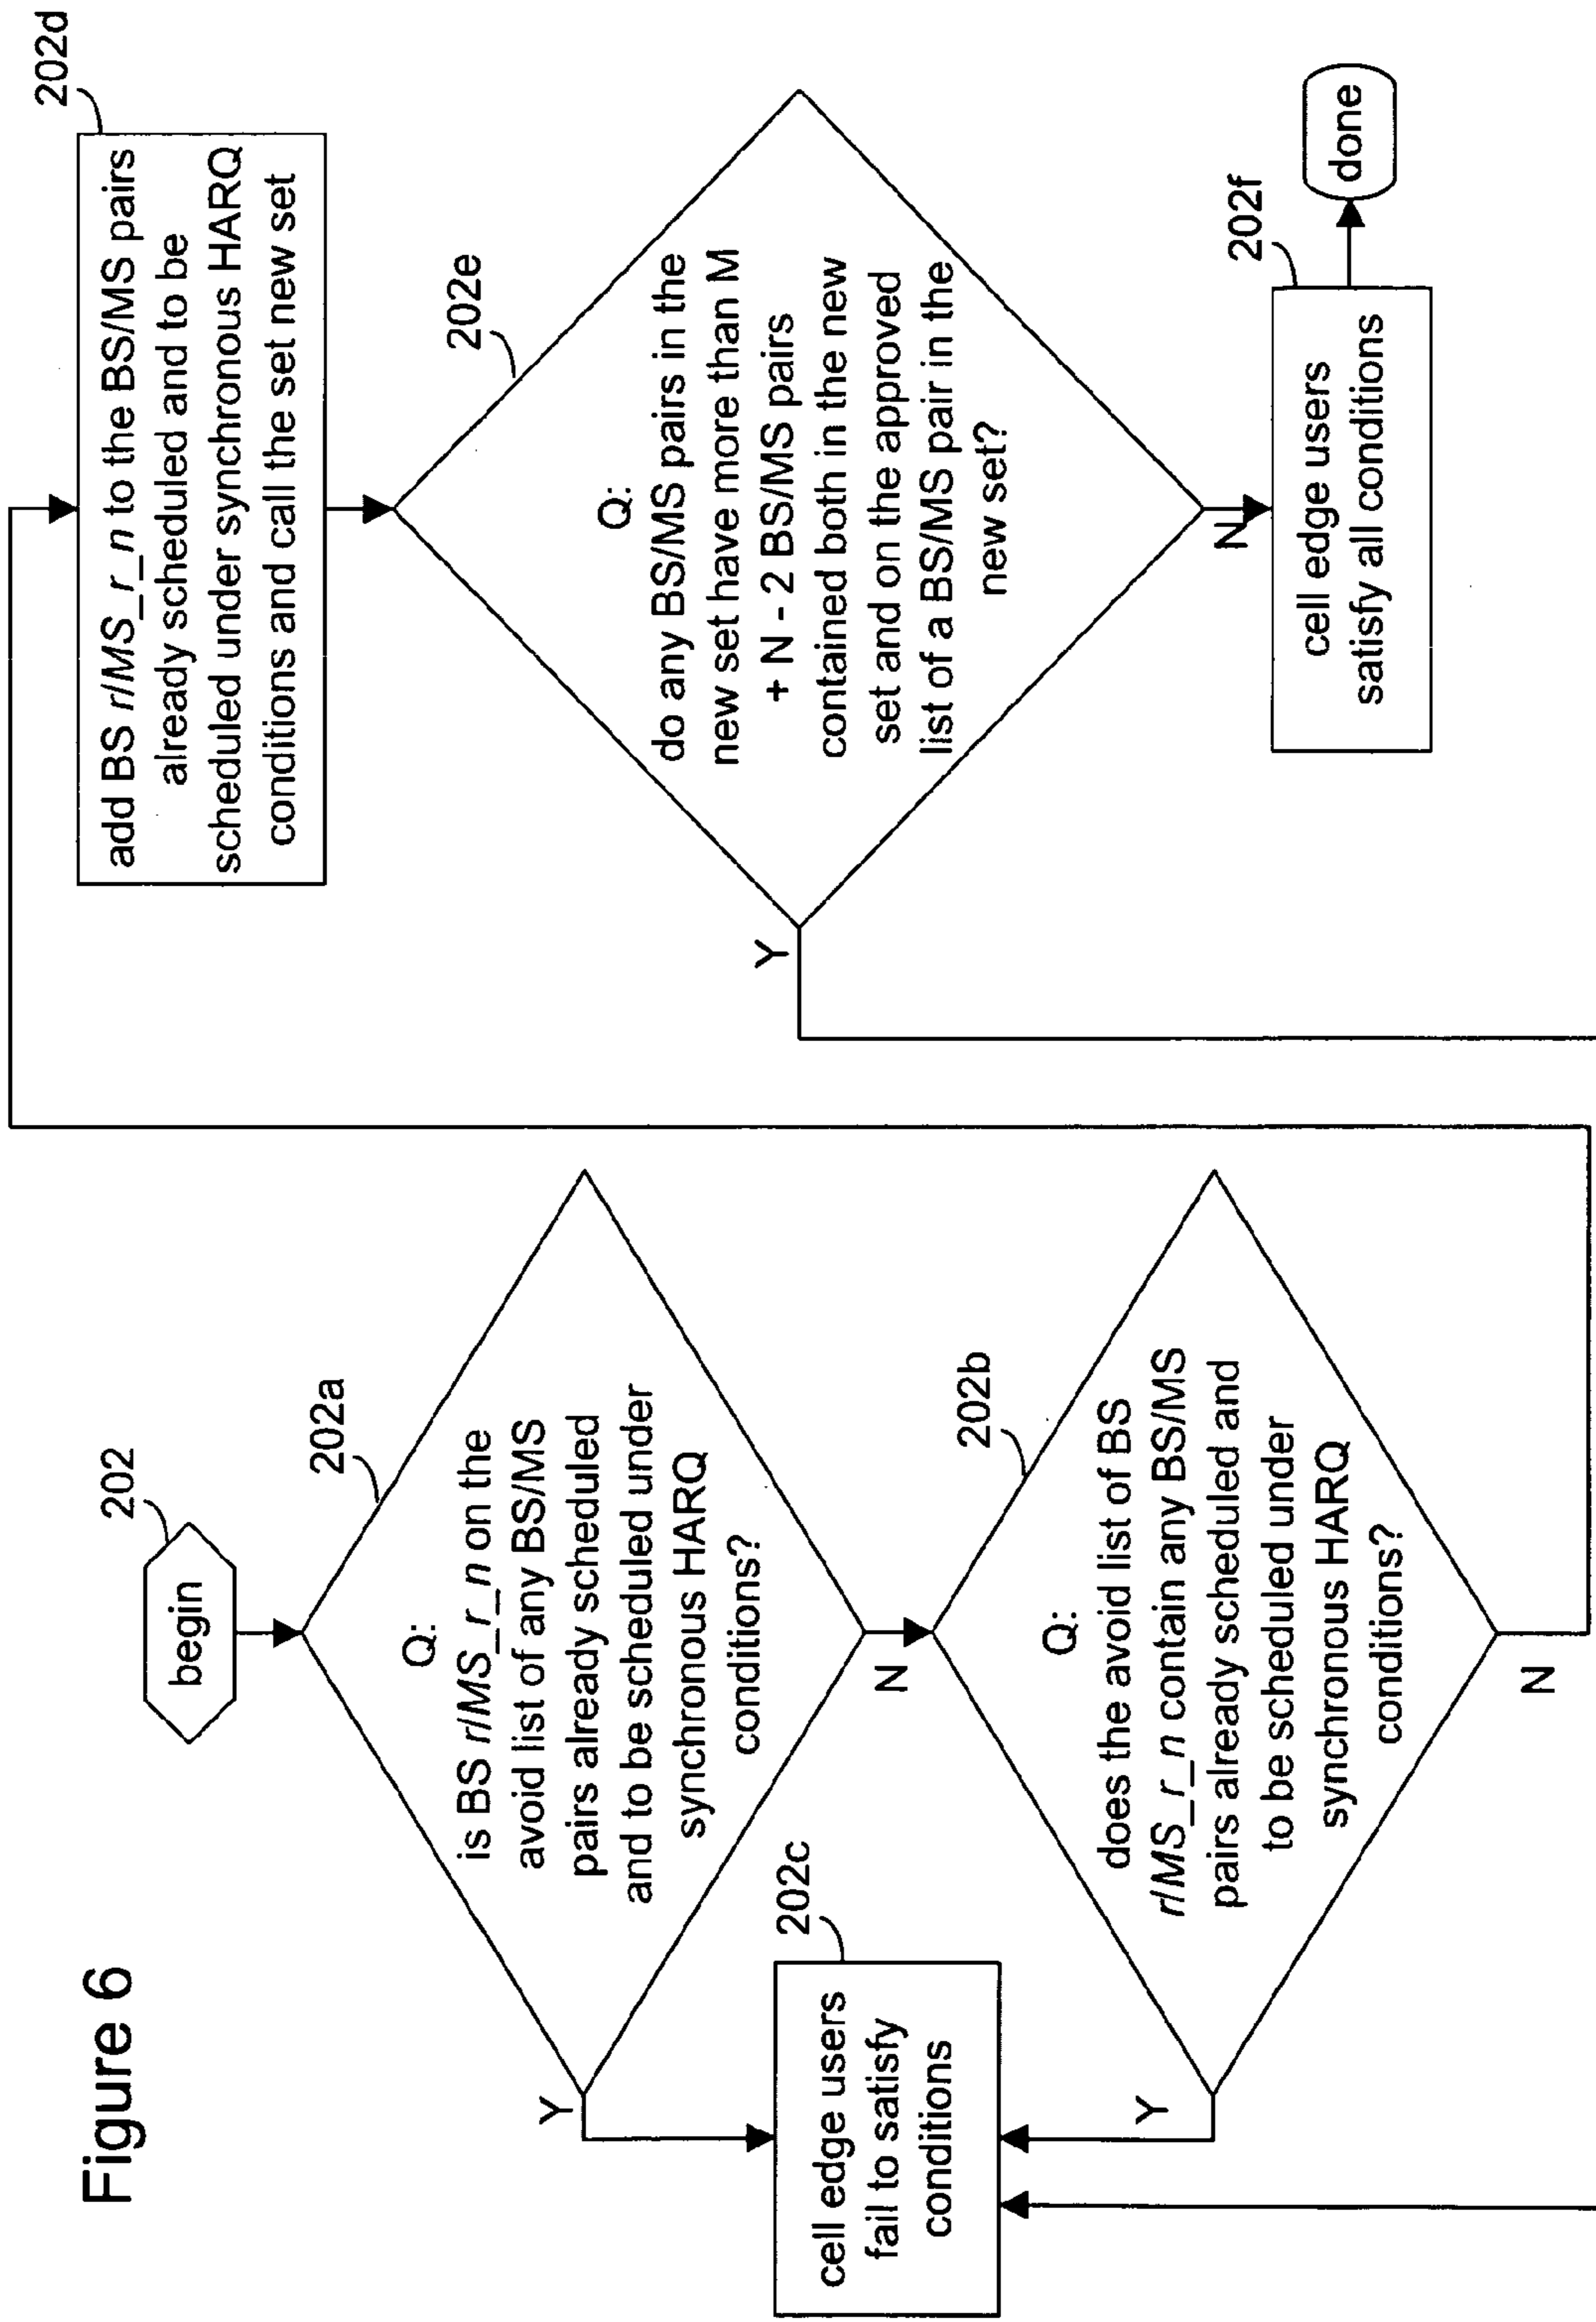 Figure 6
begin
202
Q:
is BS r/MS_r_n on the
avoid list of any BS/MS
pairs already scheduled
and to be scheduled under
synchronous HARQ
conditions?
202a
Y
N
202c
cell edge users
fail to satisfy
conditions
Q:
does the avoid list of BS
r/MS_r_n contain any BS/MS
pairs already scheduled and
to be scheduled under
synchronous HARQ
conditions?
202b
Y
N
202d
add BS r/MS_r_n to the BS/MS pairs
already scheduled and to be
scheduled under synchronous HARQ
conditions and call the set new set
202e
Q:
do any BS/MS pairs in the
new set have more than M
+ N - 2 BS/MS pairs
contained both in the new
set and on the approved
list of a BS/MS pair in the
new set?
Y
N
202f
cell edge users
satisfy all conditions
done